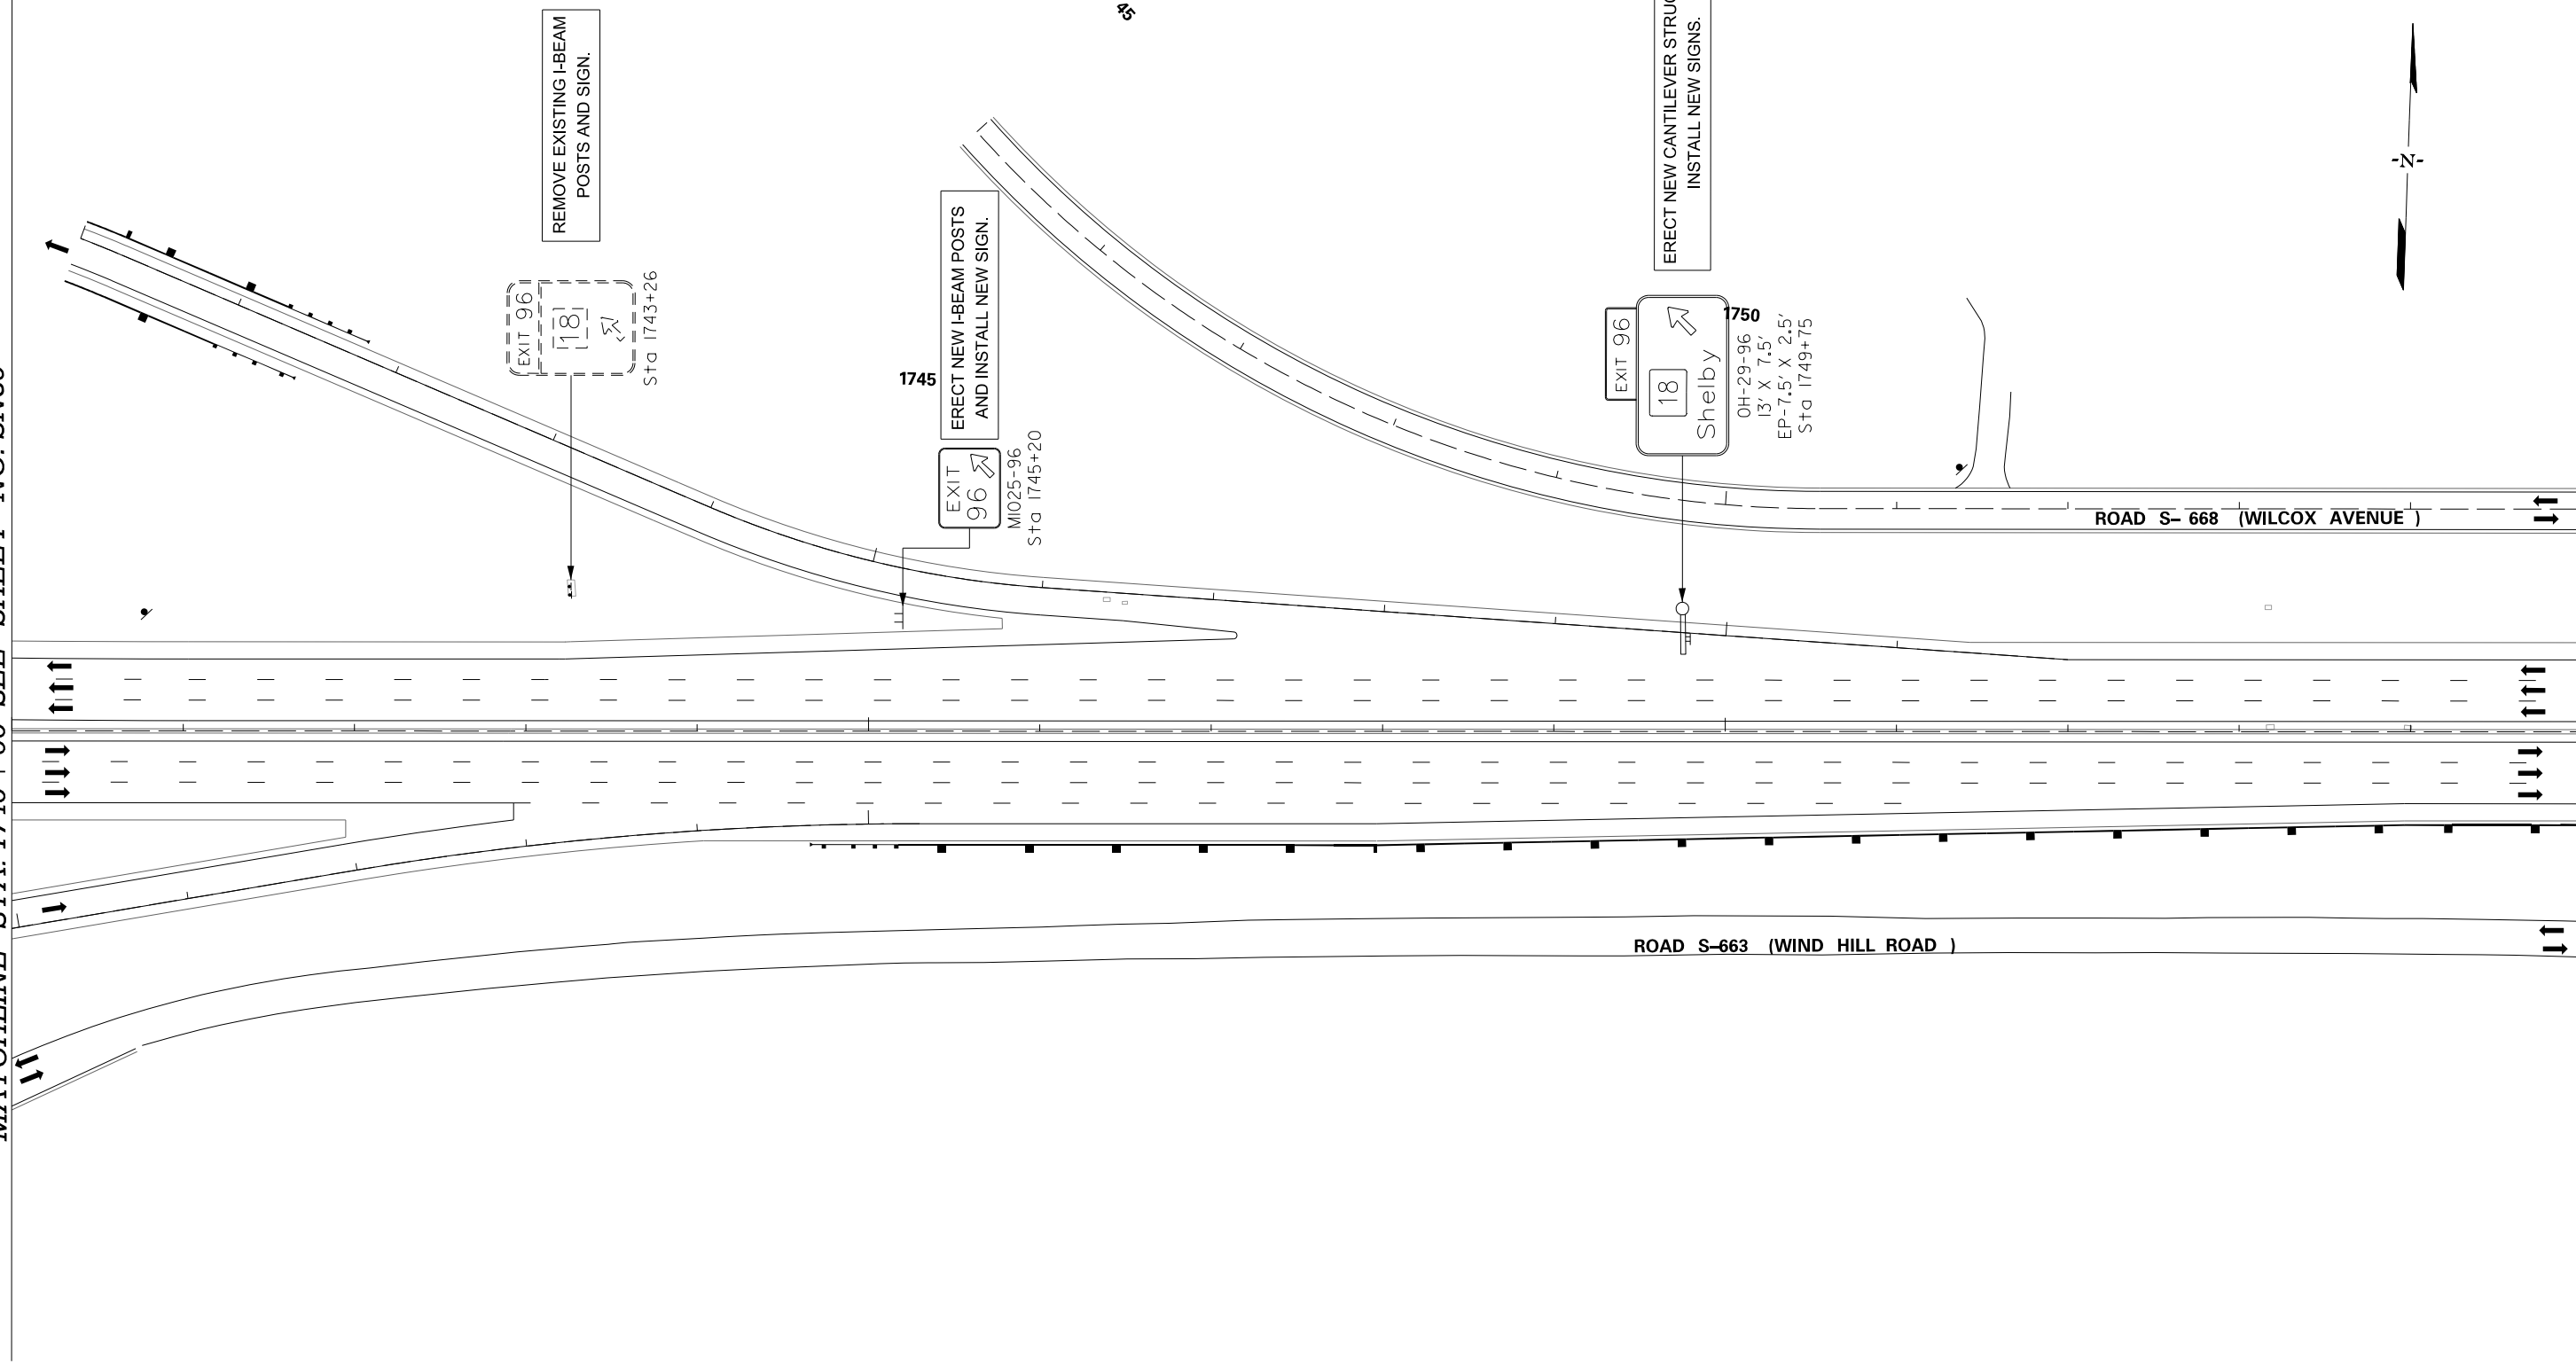 45
REMOVE EXISTING I-BEAM
POSTS AND SIGN.
EXIT 96
18
Sta 1743+26
1745
ERECT NEW I-BEAM POSTS
AND INSTALL NEW SIGN.
EXIT
96
MI025-96
Sta 1745+20
ERECT NEW CANTILEVER STRUC
INSTALL NEW SIGNS.
EXIT 96
18
Shelby
1750
OH-29-96
13' X 7.5'
EP-7.5' X 2.5'
Sta 1749+75
-N-
ROAD S- 668 (WILCOX AVENUE )
ROAD S-663 (WIND HILL ROAD )